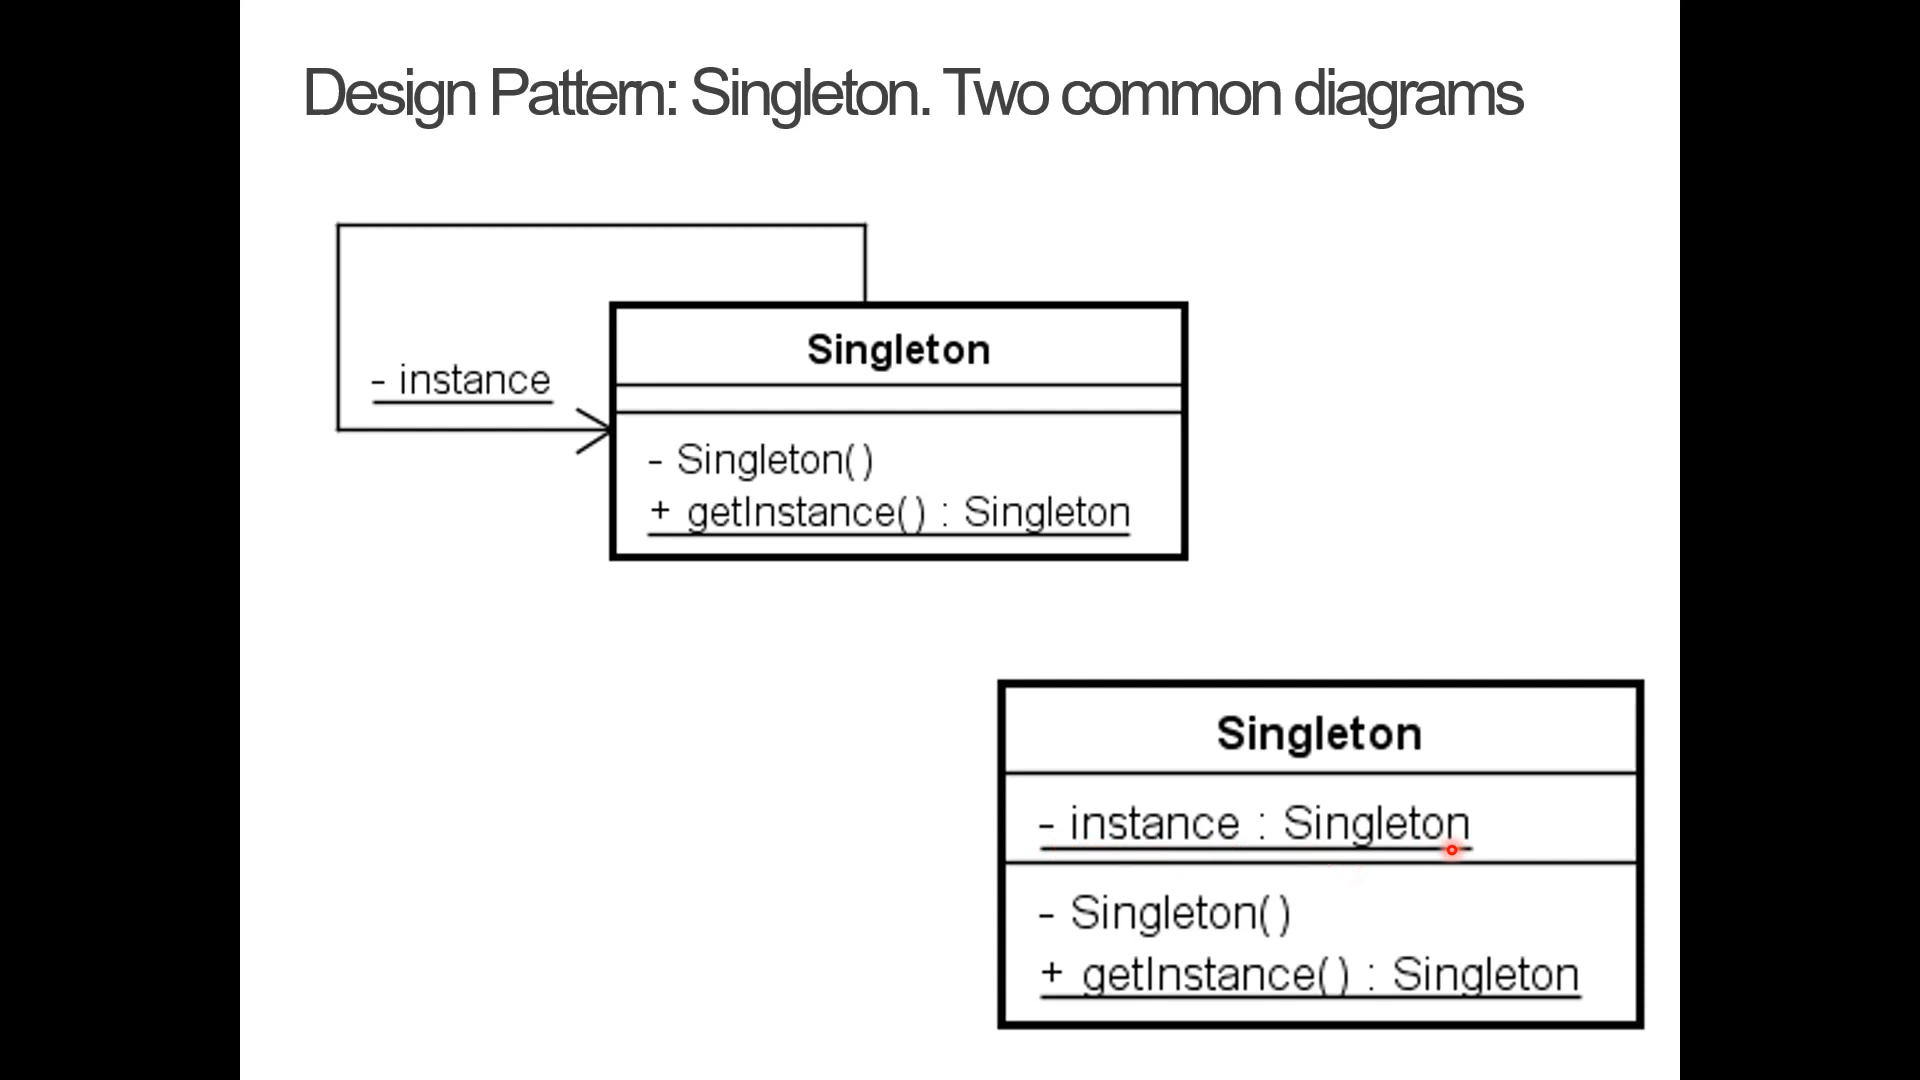 Design Pattern: Singleton. Two common diagrams
Singleton
- instance
- Singleton()
+ getInstance() : Singleton
Singleton
- instance : Singleton
- Singleton()
+ getInstance() : Singleton